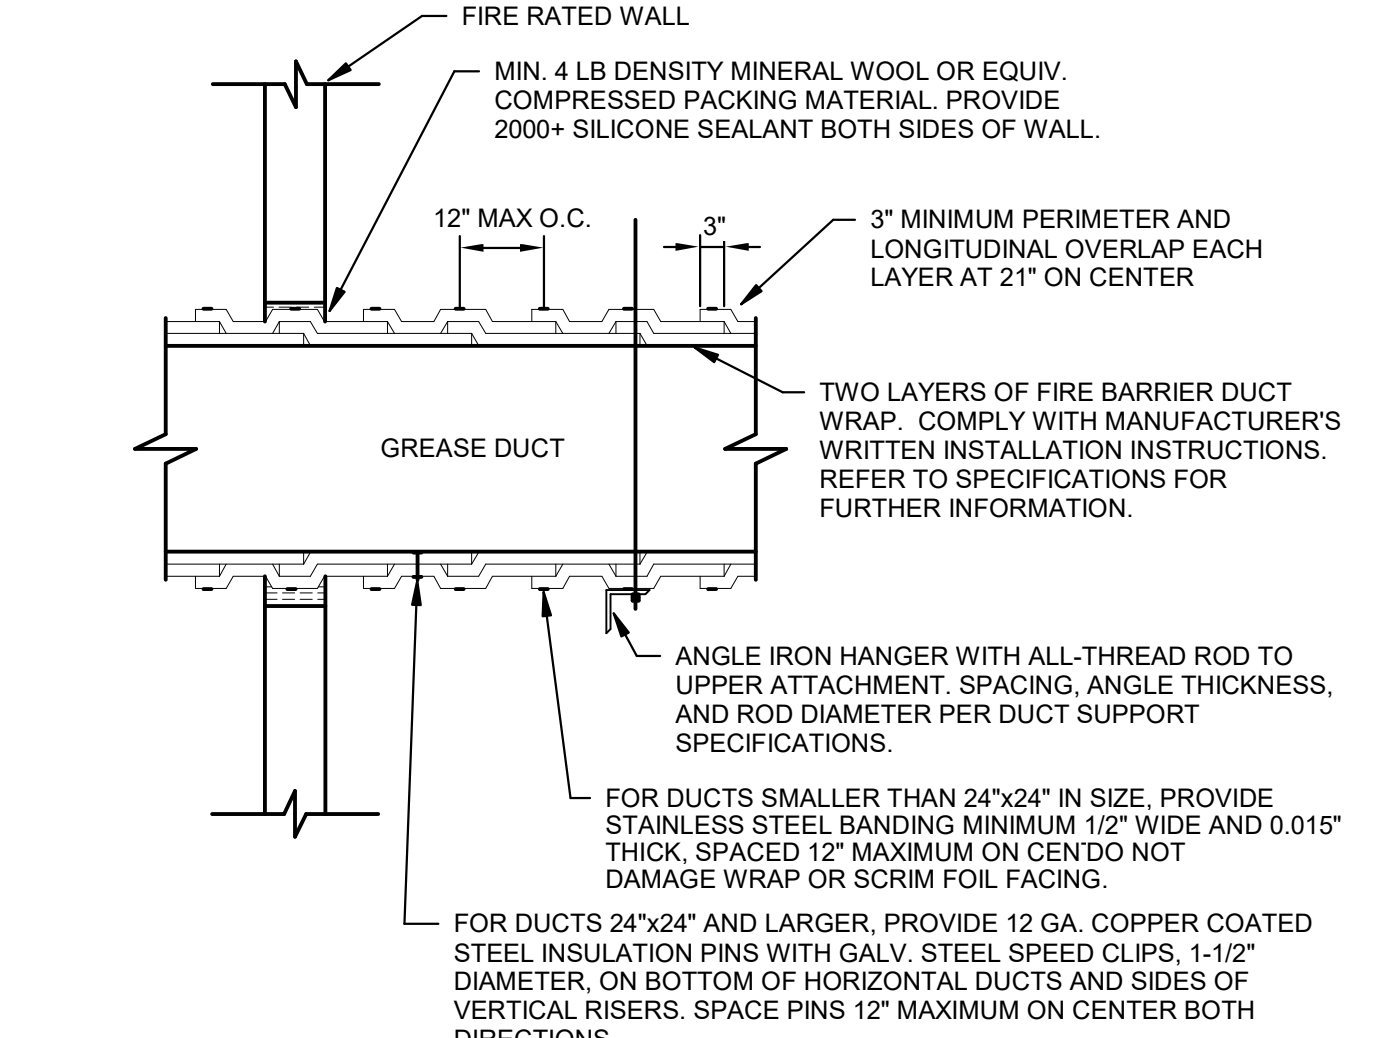 FIRE RATED WALL
MIN. 4 LB DENSITY MINERAL WOOL OR EQUIV.
COMPRESSED PACKING MATERIAL. PROVIDE
2000+ SILICONE SEALANT BOTH SIDES OF WALL.
12" MAX O.C.
3"
3" MINIMUM PERIMETER AND
LONGITUDINAL OVERLAP EACH
LAYER AT 21" ON CENTER
TWO LAYERS OF FIRE BARRIER DUCT
WRAP.  COMPLY WITH MANUFACTURER'S
WRITTEN INSTALLATION INSTRUCTIONS.
REFER TO SPECIFICATIONS FOR
FURTHER INFORMATION.
GREASE DUCT
ANGLE IRON HANGER WITH ALL-THREAD ROD TO
UPPER ATTACHMENT. SPACING, ANGLE THICKNESS,
AND ROD DIAMETER PER DUCT SUPPORT
SPECIFICATIONS.
FOR DUCTS SMALLER THAN 24"x24" IN SIZE, PROVIDE
STAINLESS STEEL BANDING MINIMUM 1/2" WIDE AND 0.015"
THICK, SPACED 12" MAXIMUM ON CEN DO NOT
DAMAGE WRAP OR SCRIM FOIL FACING.
FOR DUCTS 24"x24" AND LARGER, PROVIDE 12 GA. COPPER COATED
STEEL INSULATION PINS WITH GALV. STEEL SPEED CLIPS, 1-1/2"
DIAMETER, ON BOTTOM OF HORIZONTAL DUCTS AND SIDES OF
VERTICAL RISERS. SPACE PINS 12" MAXIMUM ON CENTER BOTH
DIRECTIONS